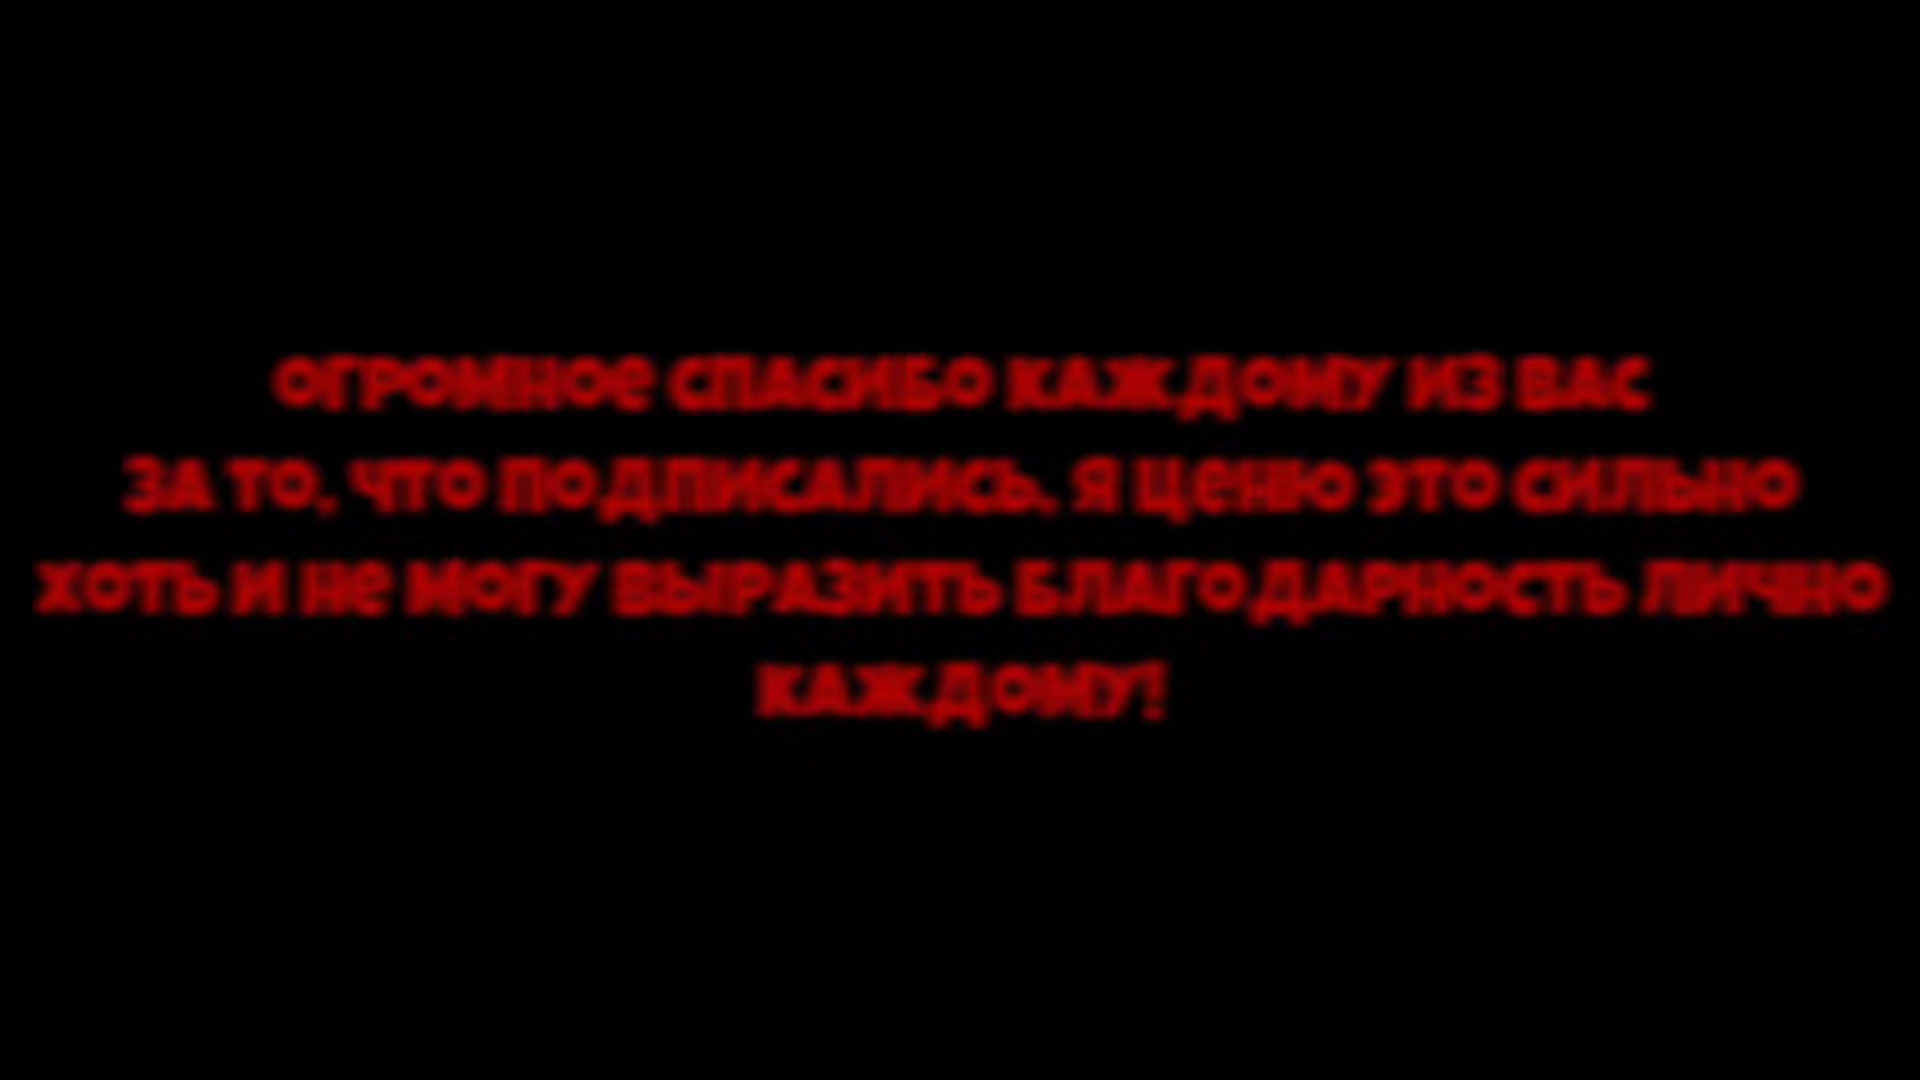 ОГРОМНОЕ СПАСИБО КАЖДОМУ ИЗ ВАС
ЗА ТО, ЧТО ПОДПИСАЛИСЬ, Я ЦЕНЮ ЭТО СИЛЬНО
ХОТЬ И НЕ МОГУ ВЫРАЗИТЬ БЛАГОДАРНОСТЬ ЛИЧНО
КАЖДОМУ!